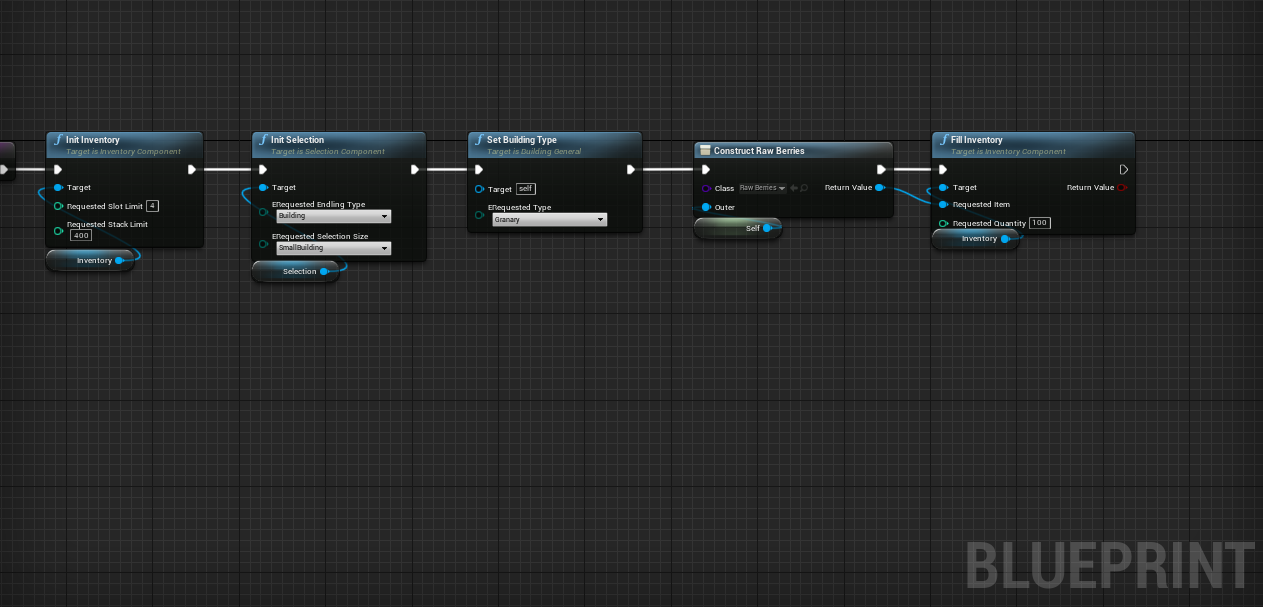 Init Inventory
Target is Inventory Component
Target
Requested Slot Limit 4
Requested Stack Limit
400
Inventory
Init Selection
Target is Selection Component
Target
ERequested Endling Type
Building
ERequested Selection Size
SmallBuilding
Selection
Set Building Type
Target is Building General
Target self
ERequested Type
Granary
Construct Raw Berries
Class Raw Berries Return Value
Outer
Self
Fill Inventory
Target is Inventory Component
Target Return Value
Requested Item
Requested Quantity 100
Inventory
BLUEPRINT